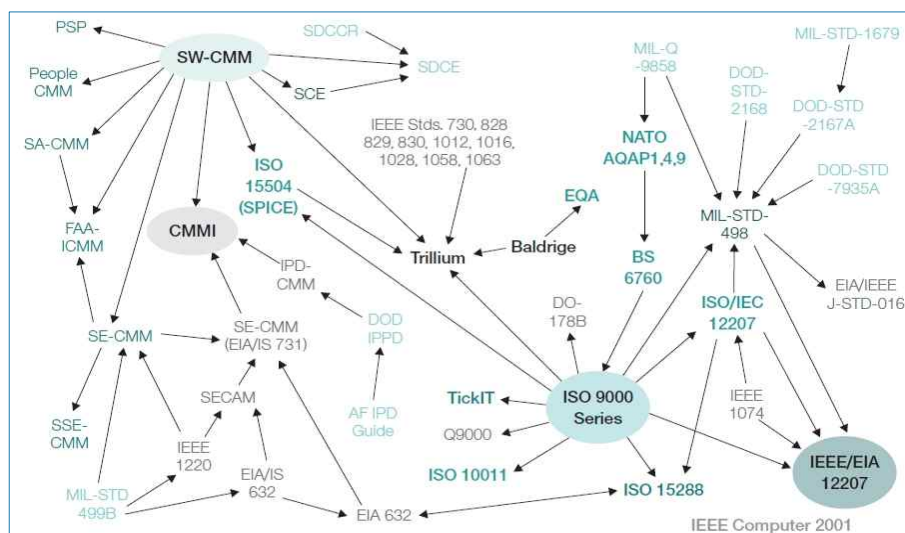 PSP
SDCCR
MIL-STD-1679
SW-CMM
MIL-Q
-9858
People
CMM
SDCE
DOD-
STD-
2168
SCE
DOD-STD
-2167A
SA-CMM
IEEE Stds. 730, 828
829, 830, 1012, 1016,
1028, 1058, 1063
NATO
AQAP1,4,9
ISO
15504
(SPICE)
DOD-STD
-7935A
EQA
FAA-
ICMM
CMMI
MIL-STD-
498
Trillium
Baldrige
BS
6760
IPD-
CMM
EIA/IEEE
J-STD-016
DO-
178B
ISO/IEC
12207
SE-CMM
SE-CMM
(EIA/IS 731)
DOD
IPPD
TickIT
ISO 9000
Series
IEEE
1074
SECAM
AF IPD
Guide
SSE-
CMM
IEEE
1220
Q9000
IEEE/EIA
12207
ISO 10011
EIA/IS
632
ISO 15288
MIL-STD
499B
EIA 632
IEEE Computer 2001